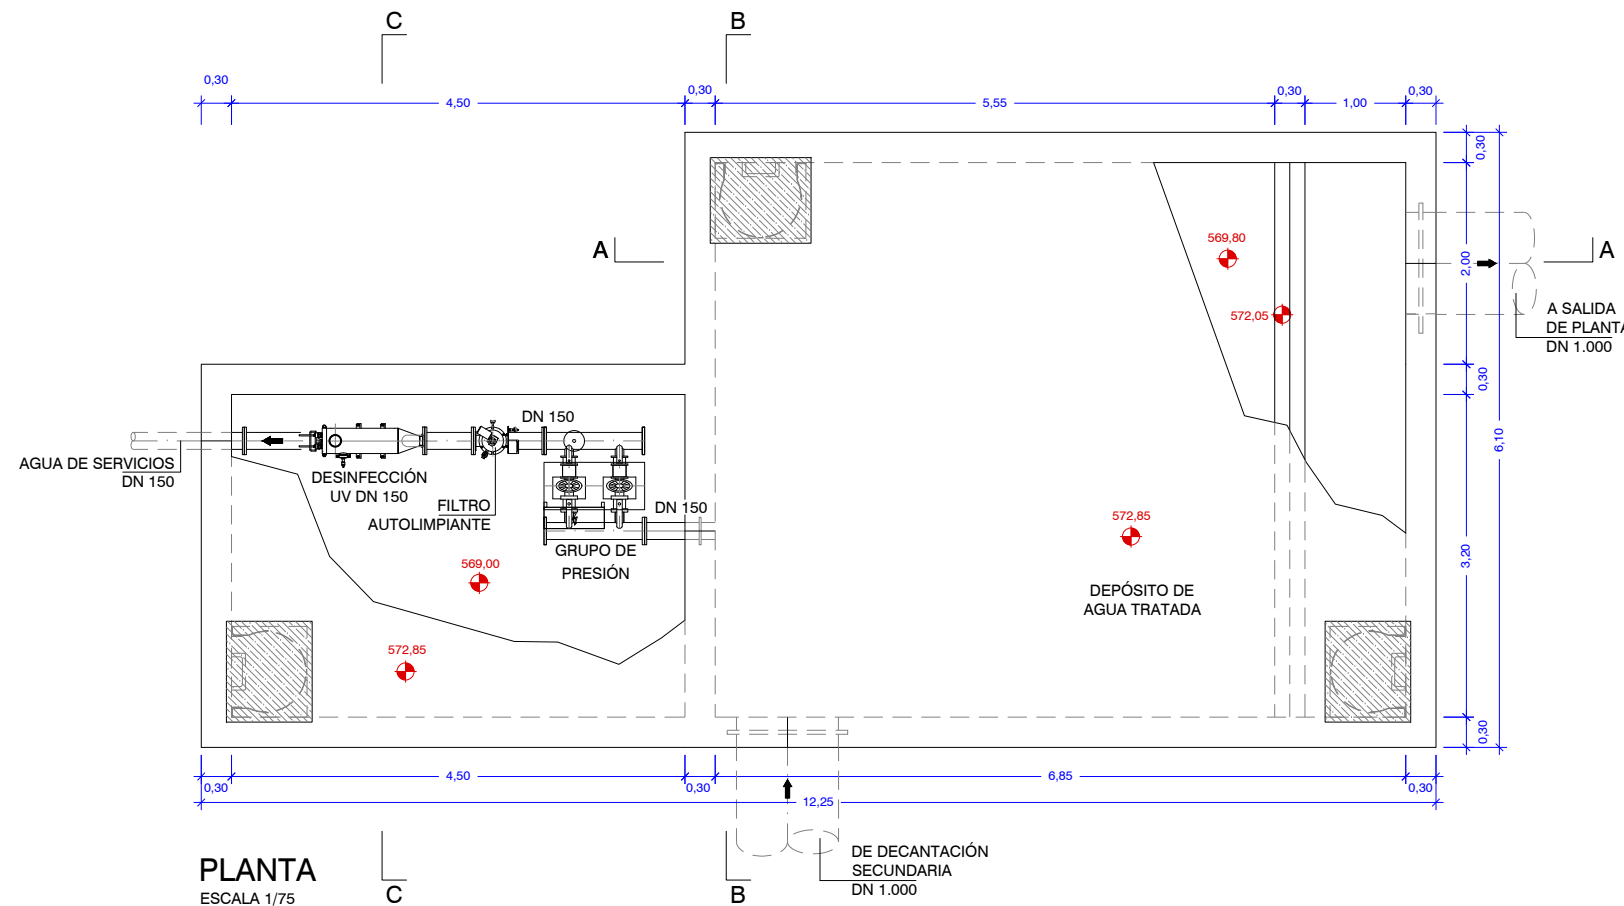 C
B
0,30
4,50
0,30
5,55
0,30
1,00
0,30
0,30
A
569,80
2,00
A
572,05
A SALIDA
DE PLANTA
DN 1.000
0,30
DN 150
6,10
AGUA DE SERVICIOS
DN 150
DESINFECCIÓN
UV DN 150
FILTRO
AUTOLIMPIANTE
DN 150
GRUPO DE
PRESIÓN
572,85
3,20
569,00
DEPÓSITO DE
AGUA TRATADA
572,85
0,30
0,30
4,50
0,30
6,85
0,30
12,25
DE DECANTACIÓN
SECUNDARIA
DN 1.000
PLANTA
ESCALA 1/75
C
B